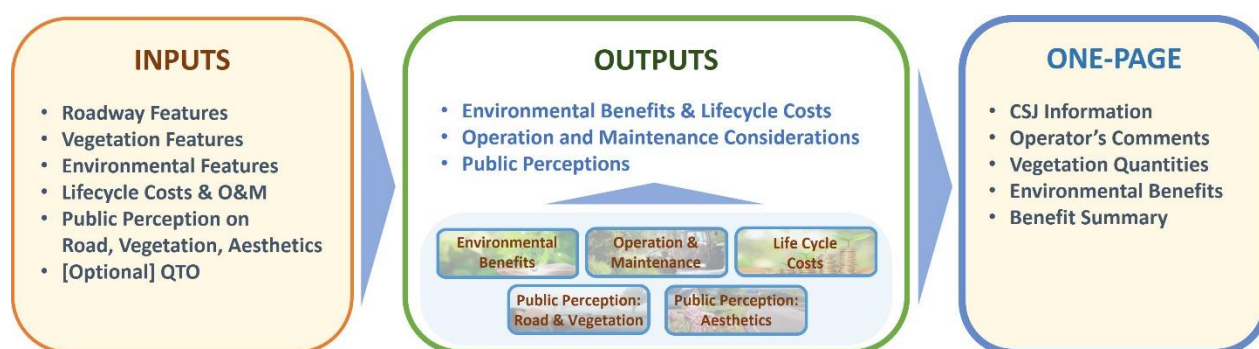 INPUTS
• Roadway Features
• Vegetation Features
• Environmental Features
• Lifecycle Costs & O&M
• Public Perception on
Road, Vegetation, Aesthetics
• [Optional] QTO
OUTPUTS
• Environmental Benefits & Lifecycle Costs
• Operation and Maintenance Considerations
• Public Perceptions
Environmental
Benefits
Operation &
Maintenance
Life Cycle
Costs
Public Perception:
Road & Vegetation
Public Perception:
Aesthetics
ONE-PAGE
• CSJ Information
• Operator's Comments
• Vegetation Quantities
• Environmental Benefits
• Benefit Summary